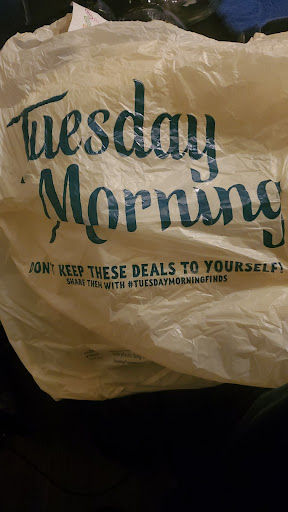 Tuesday
Morning
DON'T KEEP THESE DEALS TO YOURSELF!
SHARE THEM WITH #TUESDAYMORNINGFINDS